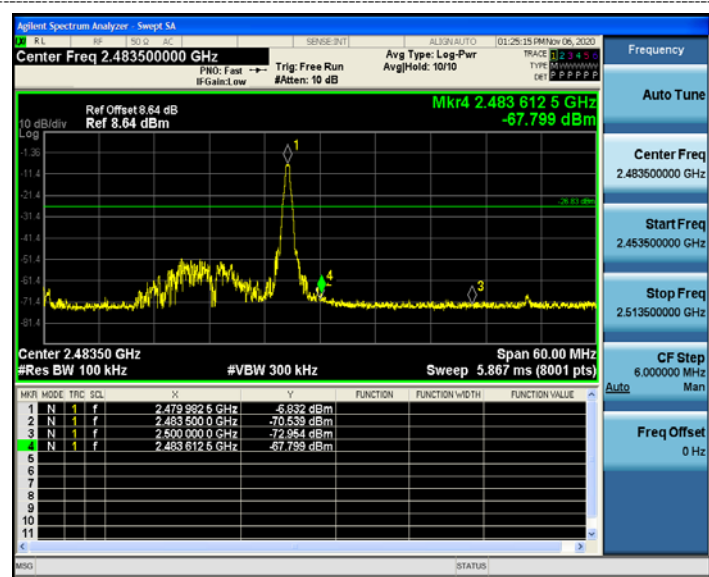 Agilent Spectrum Analyzer - Swept SA
RL RF 50 Ω AC SENSE:INT ALIGN AUTO 01:25:15 PM Nov 06, 2020
Center Freq 2.483500000 GHz
PNO: Fast
IFGain:Low
Trig: Free Run
#Atten: 10 dB
Avg Type: Log-Pwr
Avg|Hold: 10/10
TRACE 1 2 3 4 5 6
TYPE MWWWWW
DET P P P P P P
Frequency
Auto Tune
Center Freq
2.483500000 GHz
Start Freq
2.453500000 GHz
Stop Freq
2.513500000 GHz
CF Step
6.000000 MHz
Auto Man
Freq Offset
0 Hz
Mkr4 2.483 612 5 GHz
-67.799 dBm
Ref Offset 8.64 dB
10 dB/div Ref 8.64 dBm
Log
1
-1.36
-11.4
-21.4
-26.83 dBm
-31.4
-41.4
-51.4
-61.4
4
3
-71.4
-81.4
Center 2.48350 GHz Span 60.00 MHz
#Res BW 100 kHz #VBW 300 kHz Sweep 5.867 ms (8001 pts)
MKR MODE TRC SCL X Y FUNCTION FUNCTION WIDTH FUNCTION VALUE
1 N 1 f 2.479 982 5 GHz -6.832 dBm
2 N 1 f 2.483 500 0 GHz -70.539 dBm
3 N 1 f 2.500 000 0 GHz -72.954 dBm
4 N 1 f 2.483 612 5 GHz -67.799 dBm
5
6
7
8
9
10
11
MSG STATUS